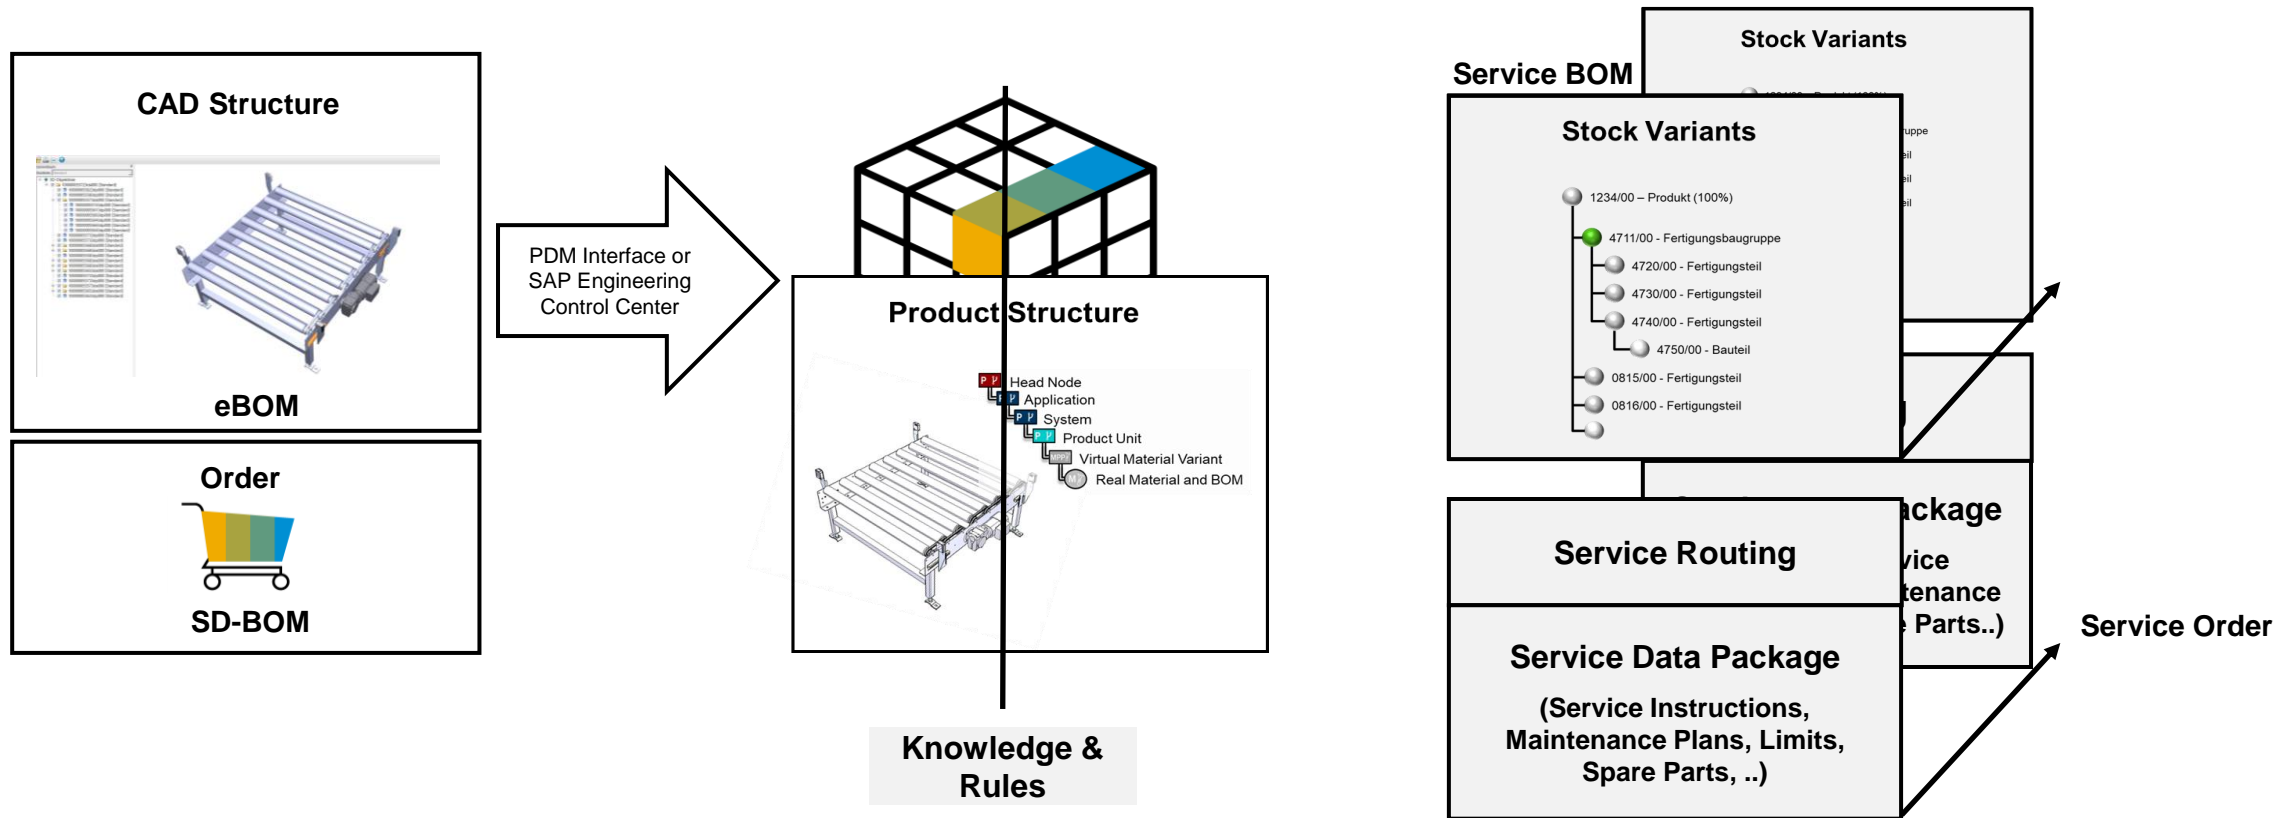 CAD Structure
eBOM
Order
SD-BOM
PDM Interface or
SAP Engineering
Control Center
Product Structure
Head Node
Application
System
Product Unit
Virtual Material Variant
Real Material and BOM
Knowledge &
Rules
Service BOM
Stock Variants
Stock Variants
1234/00 – Produkt (100%)
4711/00 - Fertigungsbaugruppe
4720/00 - Fertigungsteil
4730/00 - Fertigungsteil
4740/00 - Fertigungsteil
4750/00 - Bauteil
0815/00 - Fertigungsteil
0816/00 - Fertigungsteil
Service Routing
Service Data Package
(Service Instructions,
Maintenance Plans, Limits,
Spare Parts, ..)
ackage
vice
tenance
Parts..)
Service Order